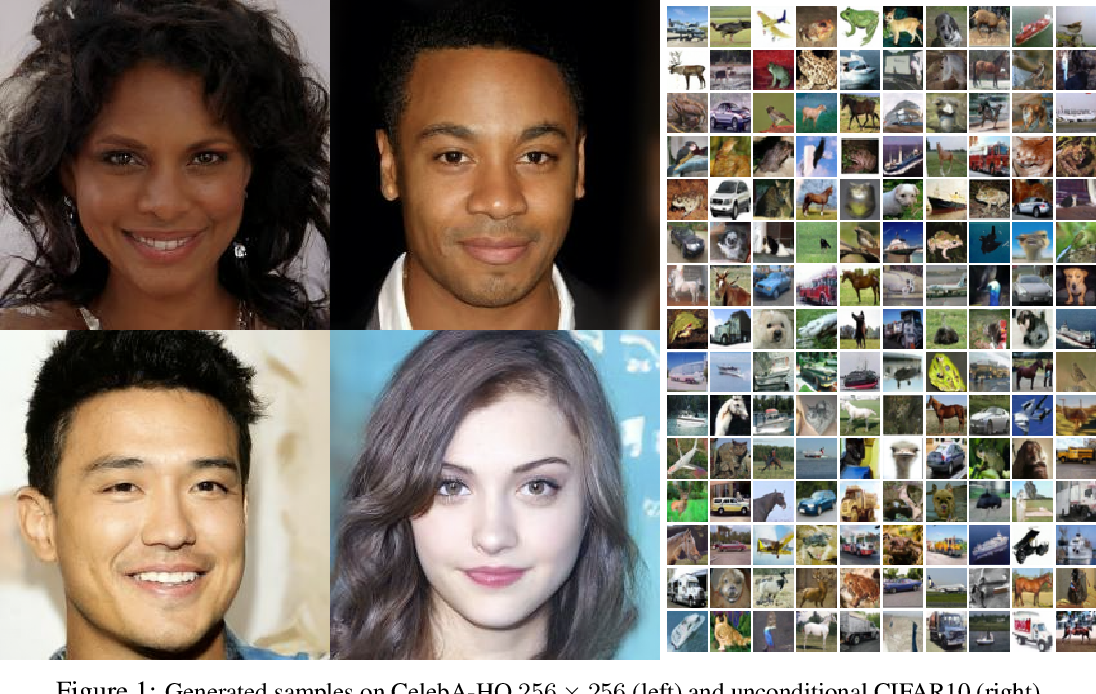 Figure 1: Generated samples on CelebA-HQ 256 × 256 (left) and unconditional CIFAR10 (right)